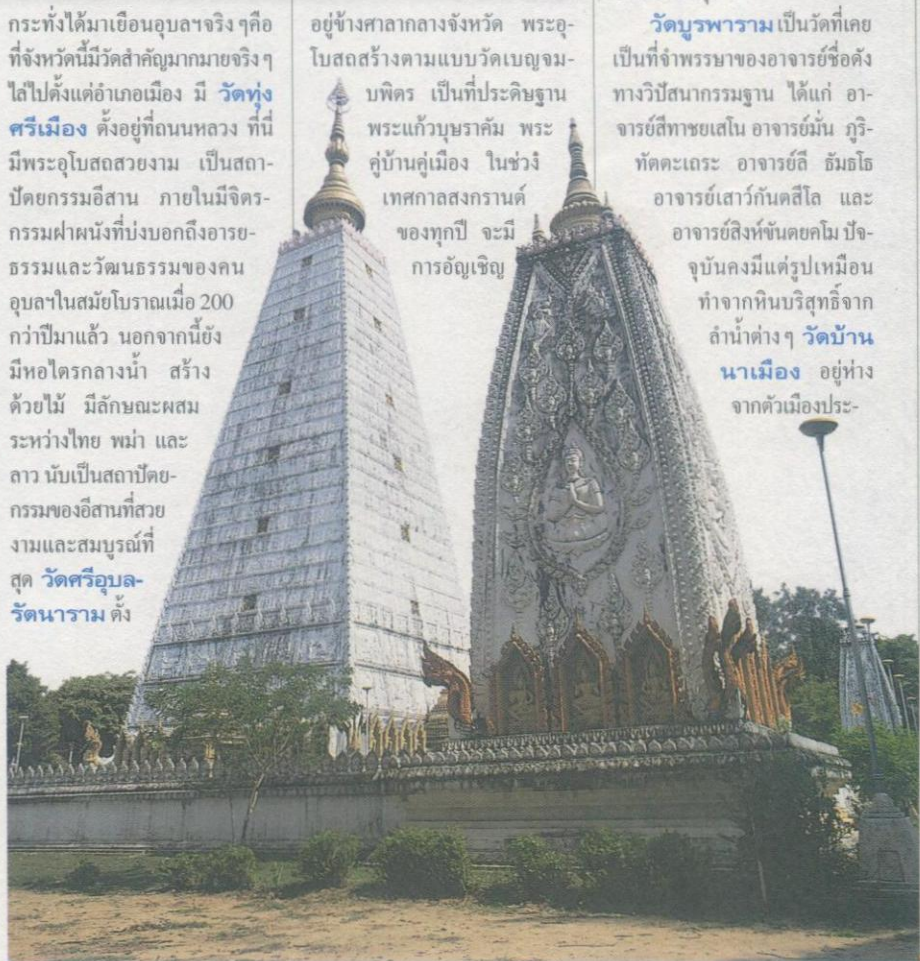 กระทั่งได้มาเยือนอุบลฯจริง ๆคือ
ที่จังหวัดนี้มีวัดสำคัญมากมายจริง ๆ
ไล่ไปตั้งแต่อำเภอเมือง มี วัดทุ่ง
ศรีเมือง ตั้งอยู่ที่ถนนหลวง ที่นี่
มีพระอุโบสถสวยงาม เป็นสถา-
ปัตยกรรมอีสาน ภายในมีจิตร-
กรรมฝาผนังที่บ่งบอกถึงอารย-
ธรรมและวัฒนธรรมของคน
อุบลฯในสมัยโบราณเมื่อ 200
กว่าปีมาแล้ว นอกจากนี้ยัง
มีหอไตรกลางน้ำ สร้าง
ด้วยไม้ มีลักษณะผสม
ระหว่างไทย พม่า และ
ลาว นับเป็นสถาปัตย-
กรรมของอีสานที่สวย
งามและสมบูรณ์ที่
สุด วัดศรีอุบล-
รัตนาราม ตั้ง
อยู่ข้างศาลากลางจังหวัด พระอุ-
โบสถสร้างตามแบบวัดเบญจม-
บพิตร เป็นที่ประดิษฐาน
พระแก้วบุษราคัม พระ
คู่บ้านคู่เมือง ในช่วง
เทศกาลสงกรานต์
ของทุกปี จะมี
การอัญเชิญ
วัดบูรพาราม เป็นวัดที่เคย
เป็นที่จำพรรษาของอาจารย์ชื่อดัง
ทางวิปัสนากรรมฐาน ได้แก่ อา-
จารย์สีทาชยเสโน อาจารย์มั่น ภูริ-
ทัตตะเถระ อาจารย์ลี ธัมธโธ
อาจารย์เสาว์กันตสีโล และ
อาจารย์สิงห์ขันตยคโม ปัจ-
จุบันคงมีแต่รูปเหมือน
ทำจากหินบริสุทธิ์จาก
ลำน้ำต่าง ๆ วัดบ้าน
นาเมือง อยู่ห่าง
จากตัวเมืองประ-